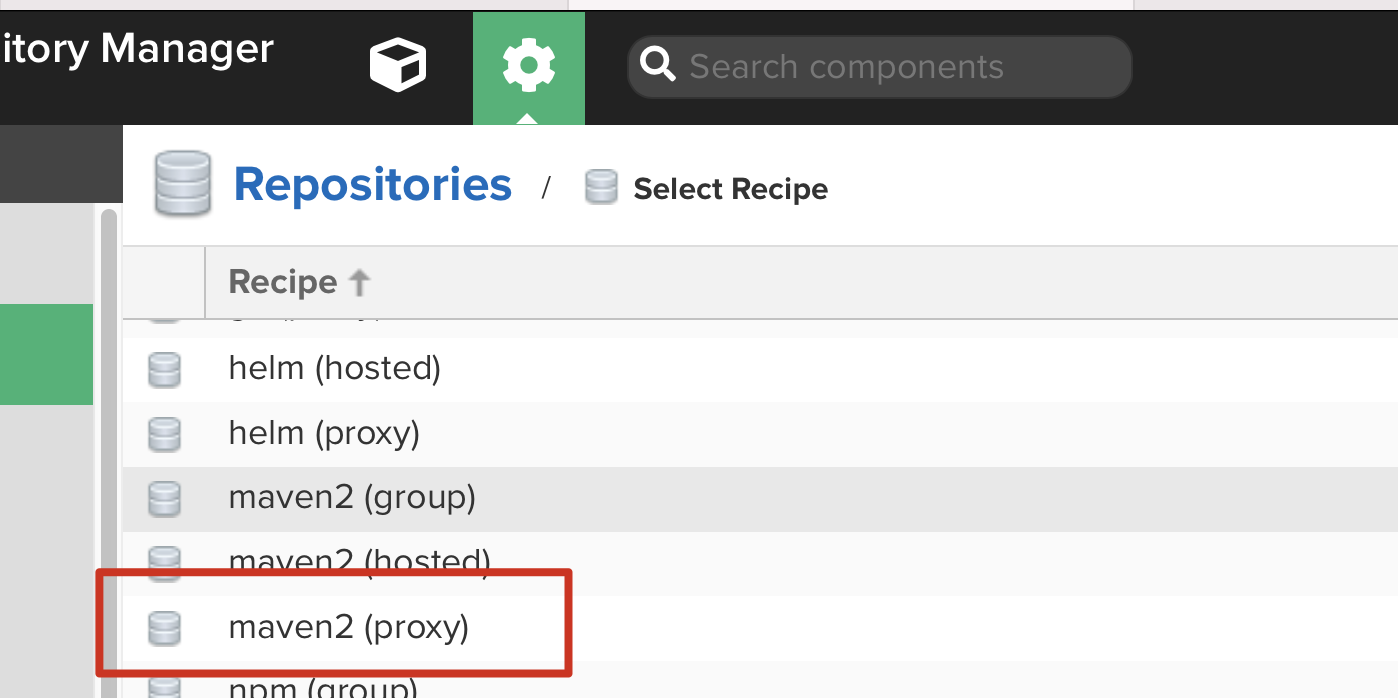 itory Manager
Search components
Repositories / Select Recipe
Recipe
helm (hosted)
helm (proxy)
maven2 (group)
maven2 (hosted)
maven2 (proxy)
npm (group)